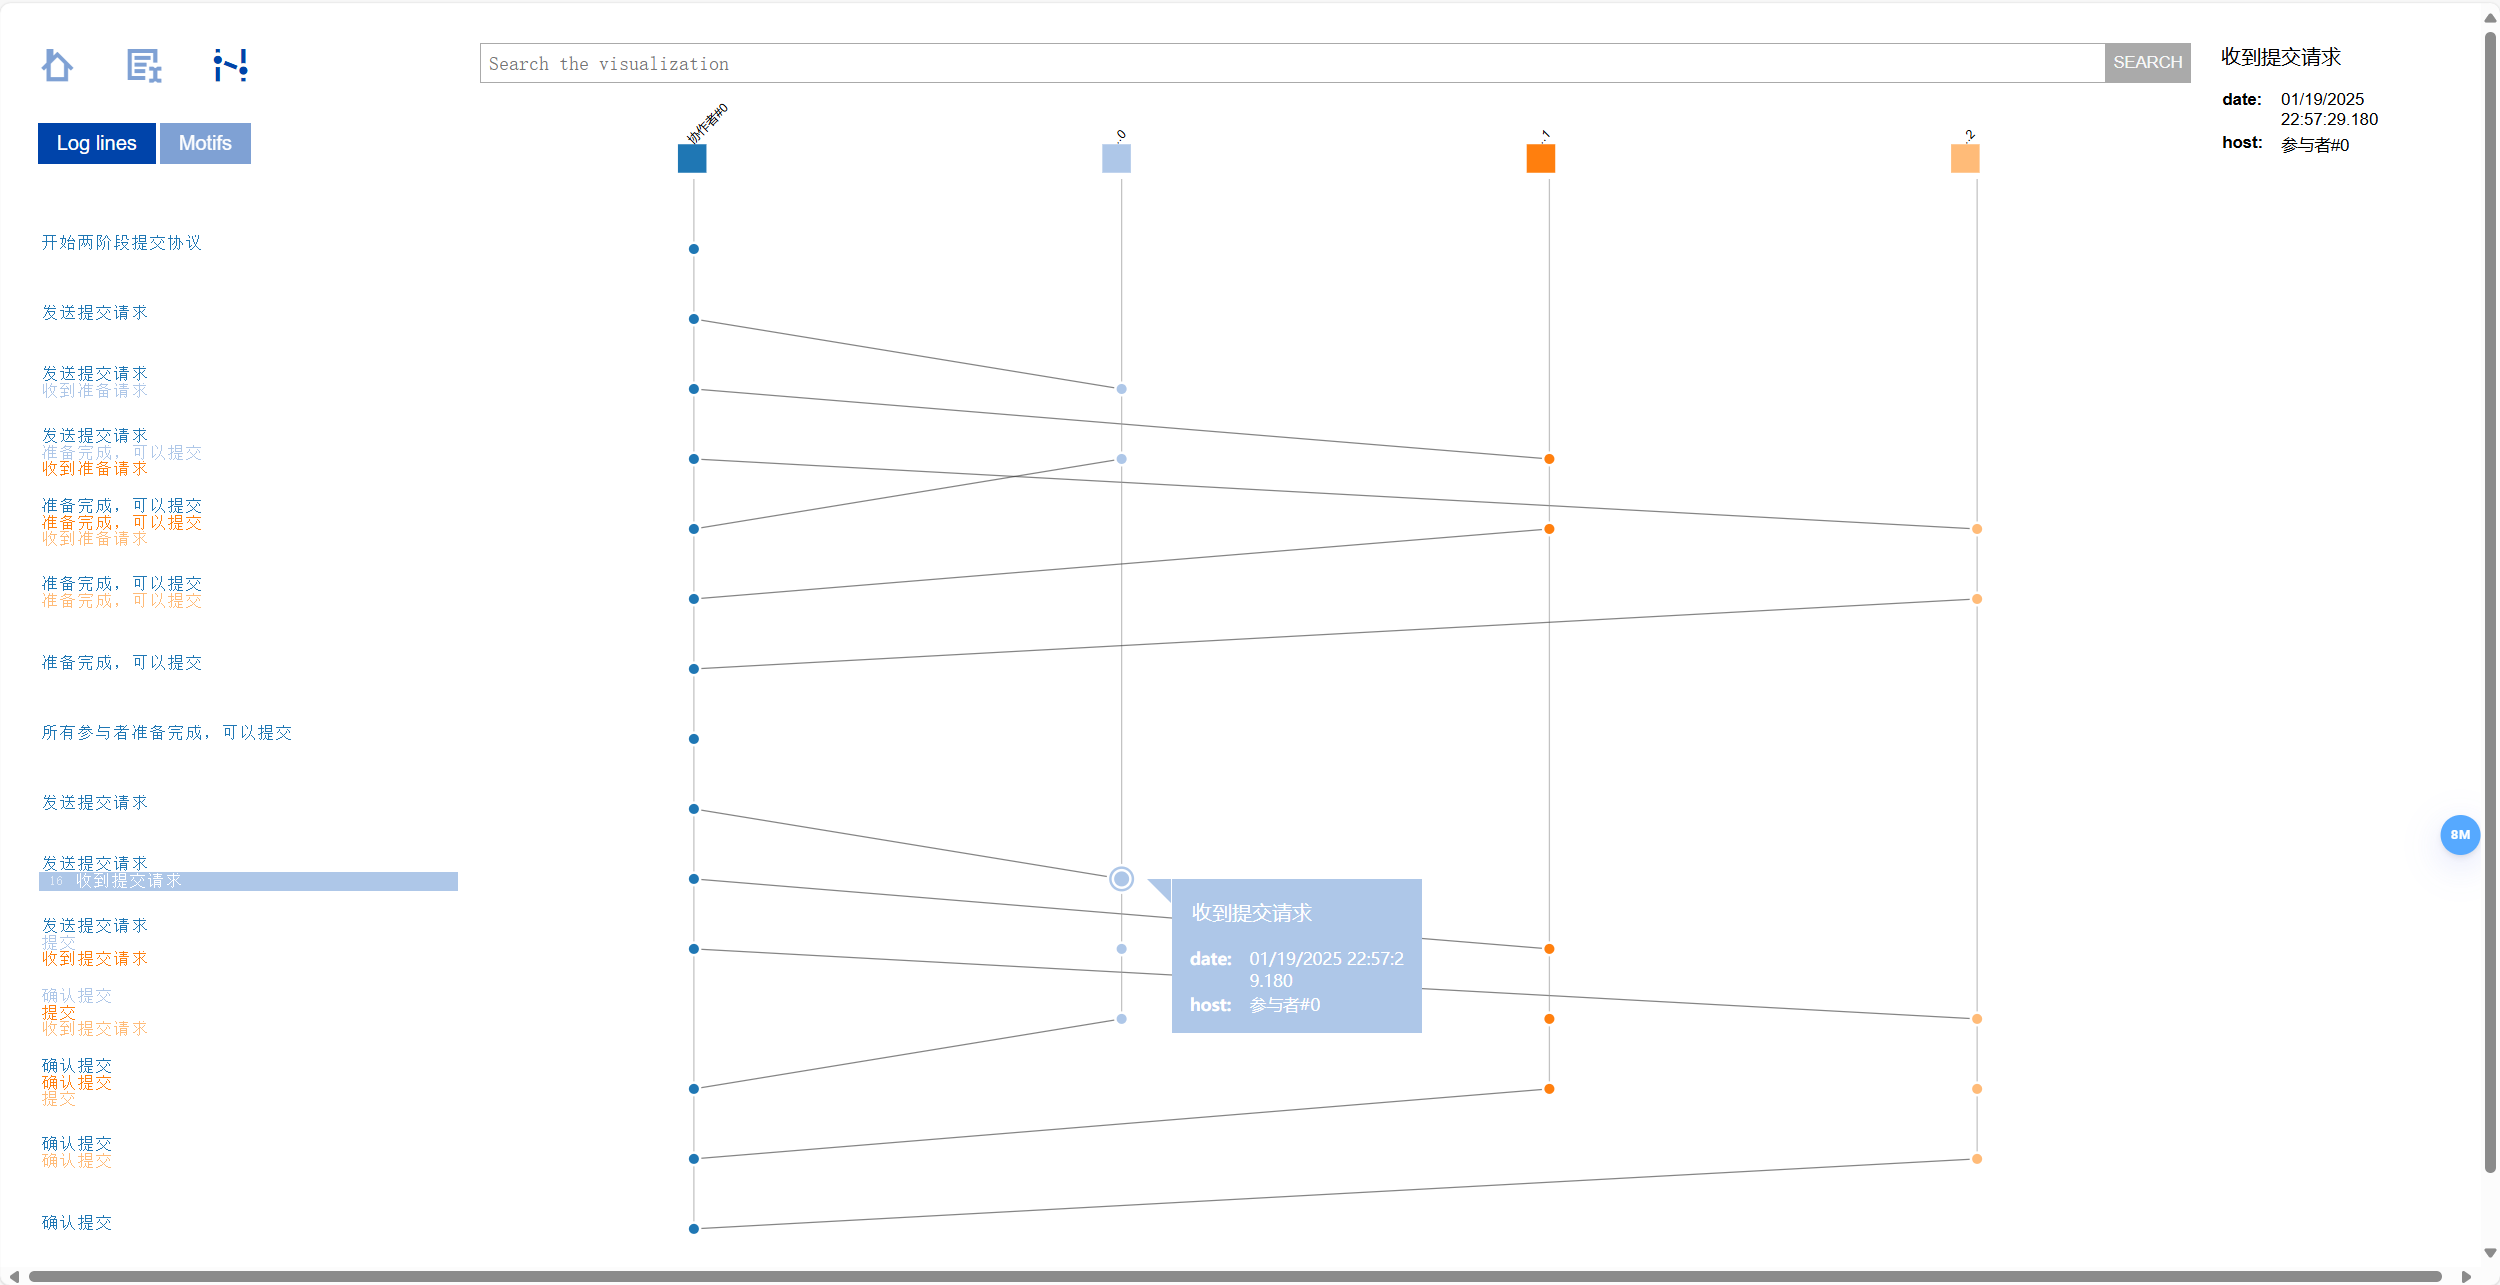 Search the visualization
SEARCH
收到提交请求
date: 01/19/2025
22:57:29.180
host: 参与者#0
Log lines
Motifs
协作者#0
...0
...1
...2
开始两阶段提交协议
发送提交请求
发送提交请求
收到准备请求
发送提交请求
准备完成，可以提交
收到准备请求
准备完成，可以提交
准备完成，可以提交
收到准备请求
准备完成，可以提交
准备完成，可以提交
准备完成，可以提交
所有参与者准备完成，可以提交
发送提交请求
发送提交请求
16 收到提交请求
发送提交请求
提交
收到提交请求
确认提交
提交
收到提交请求
确认提交
确认提交
提交
确认提交
确认提交
确认提交
收到提交请求
date: 01/19/2025 22:57:2
9.180
host: 参与者#0
8M